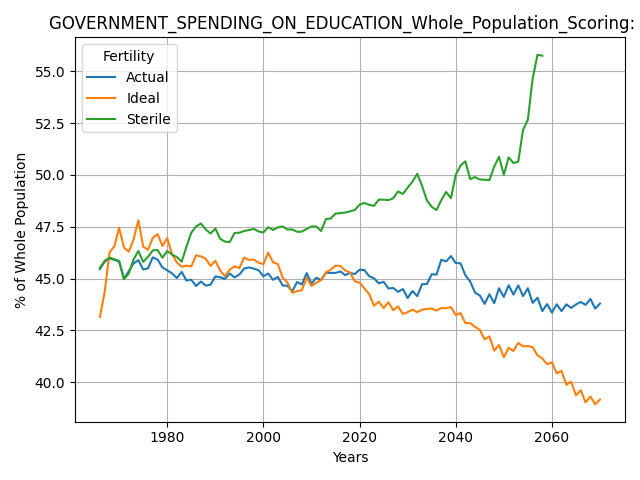 GOVERNMENT_SPENDING_ON_EDUCATION_Whole_Population_Scoring:
Fertility
Actual
Ideal
Sterile
% of Whole Population
55.0
52.5
50.0
47.5
45.0
42.5
40.0
1980
2000
2020
2040
2060
Years